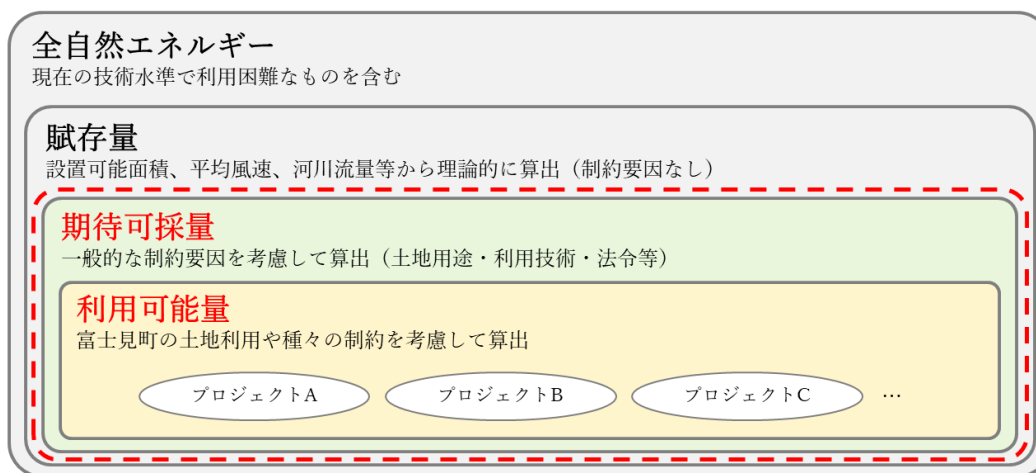 全自然エネルギー
現在の技術水準で利用困難なものを含む
賦存量
設置可能面積、平均風速、河川流量等から理論的に算出（制約要因なし）
期待可採量
一般的な制約要因を考慮して算出（土地用途・利用技術・法令等）
利用可能量
富士見町の土地利用や種々の制約を考慮して算出
プロジェクトA プロジェクトB プロジェクトC …